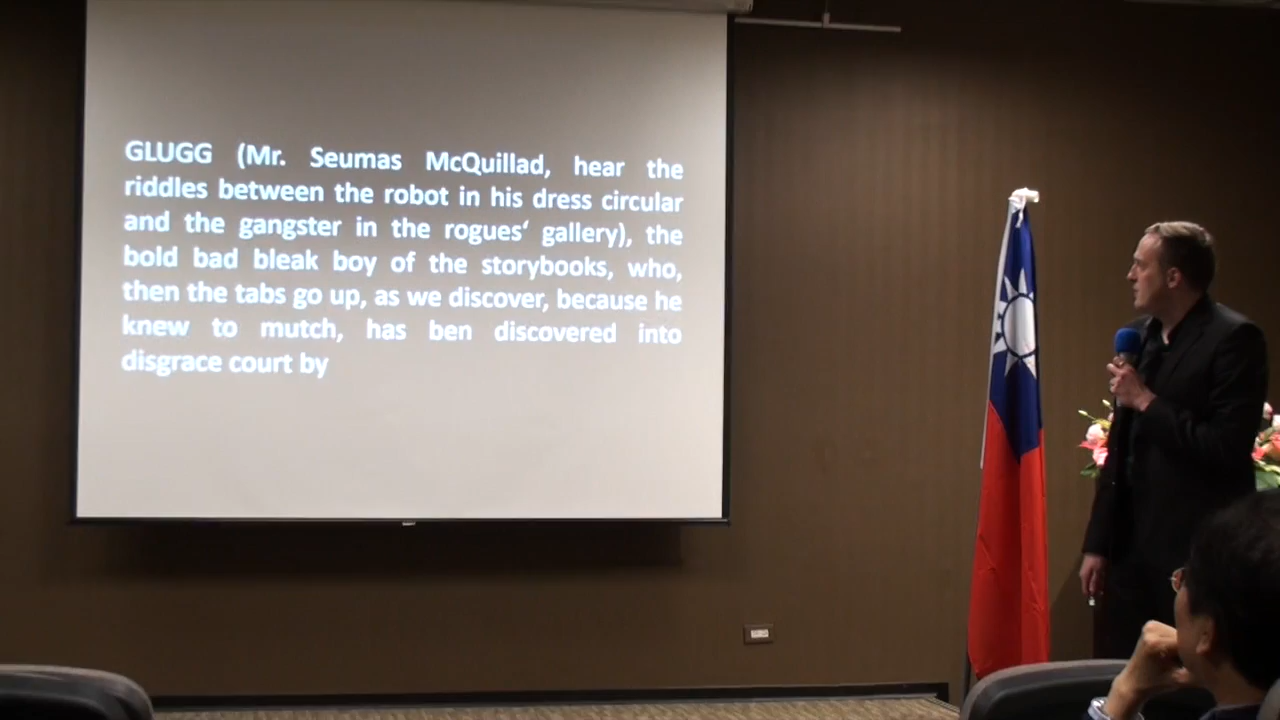 GLUGG (Mr. Seumas McQuillad, hear the
riddles between the robot in his dress circular
and the gangster in the rogues‘ gallery), the
bold bad bleak boy of the storybooks, who,
then the tabs go up, as we discover, because he
knew to mutch, has ben discovered into
disgrace court by